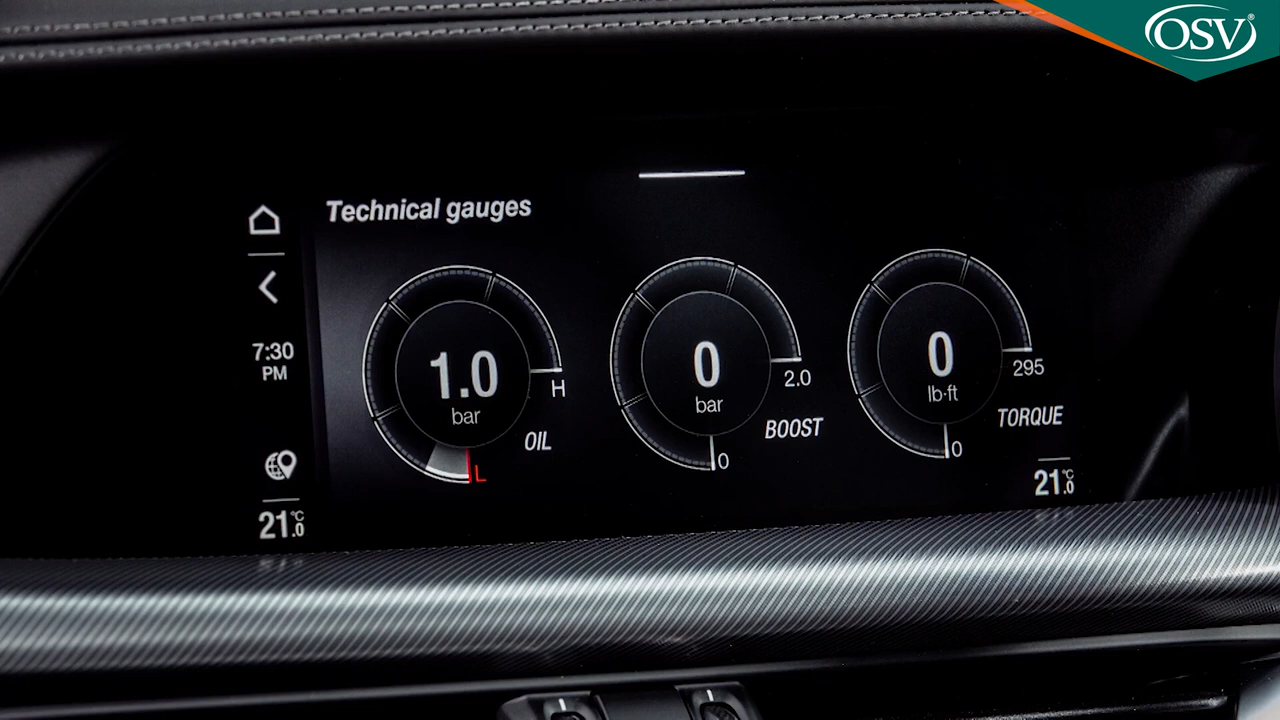 OSV®
Technical gauges
7:30
PM
21.0°C
1.0
bar
H
OIL
L
0
bar
2.0
BOOST
0
0
lb·ft
295
TORQUE
0
21.0°C